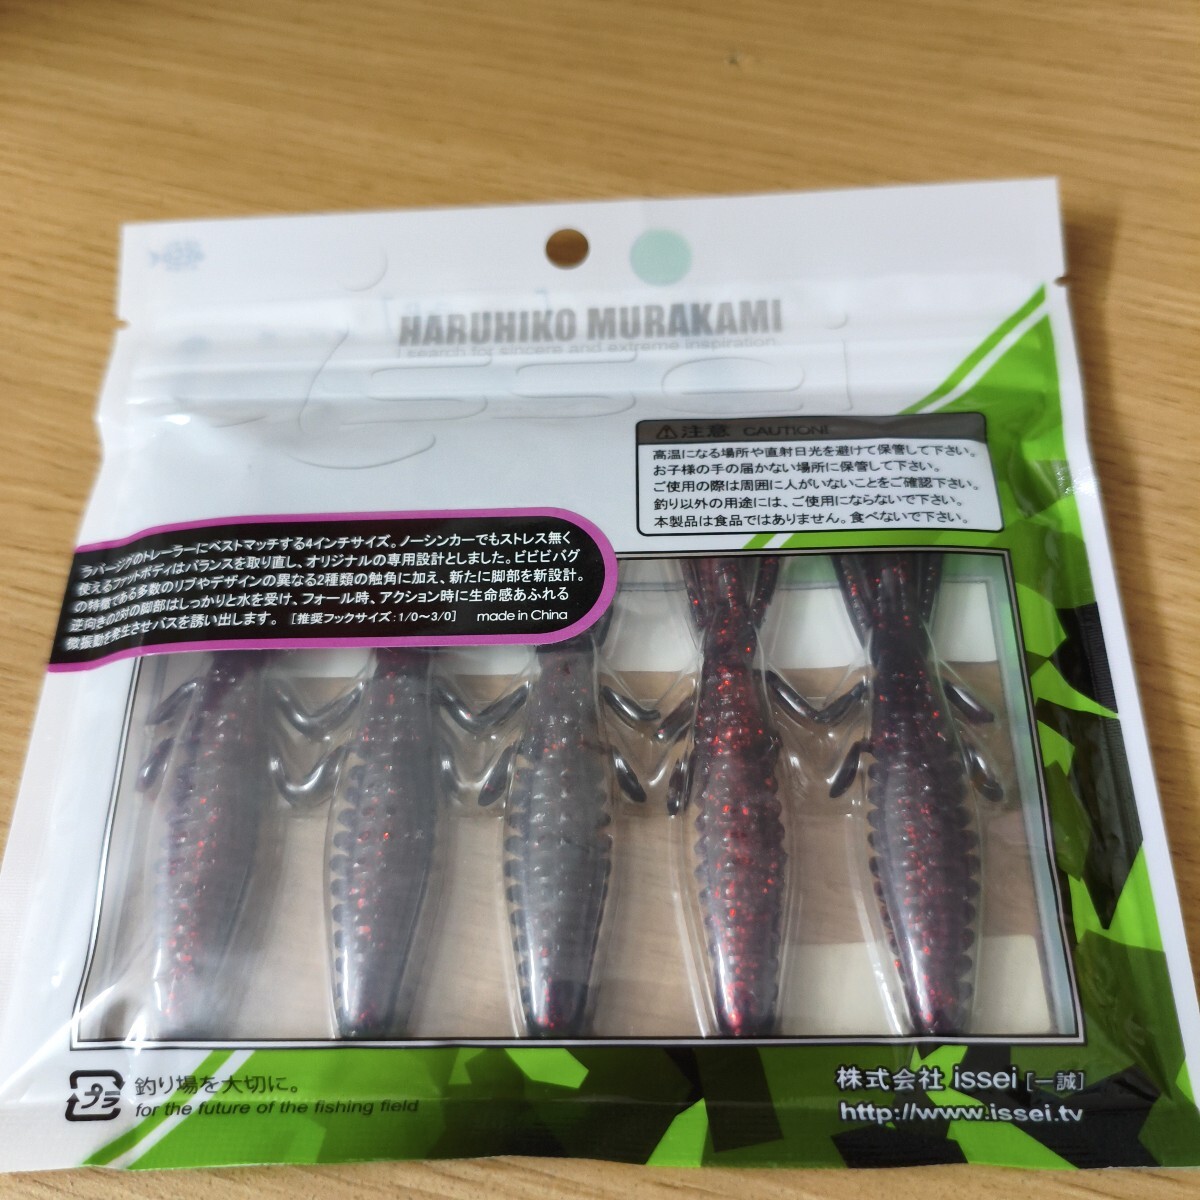 HARUHIKO MURAKAMI
search for sincere and extreme inspiration.
issei
注意 CAUTION!
高温になる場所や直射日光を避けて保管して下さい。
お子様の手の届かない場所に保管して下さい。
ご使用の際は周囲に人がいないことをご確認下さい。
釣り以外の用途には、ご使用にならないで下さい。
本製品は食品ではありません。食べないで下さい。
ラバージグのトレーラーにベストマッチする4インチサイズ。ノーシンカーでもストレス無く
使えるファットボディはバランスを取り直し、オリジナルの専用設計としました。ビビビバグ
の特徴である多数のリブやデザインの異なる2種類の触角に加え、新たに脚部を新設計。
逆向きの2対の脚部はしっかりと水を受け、フォール時、アクション時に生命感あふれる
微振動を発生させバスを誘い出します。 [推奨フックサイズ:1/0～3/0] made in China
プラ
釣り場を大切に。
for the future of the fishing field
株式会社 issei [一誠]
http://www.issei.tv